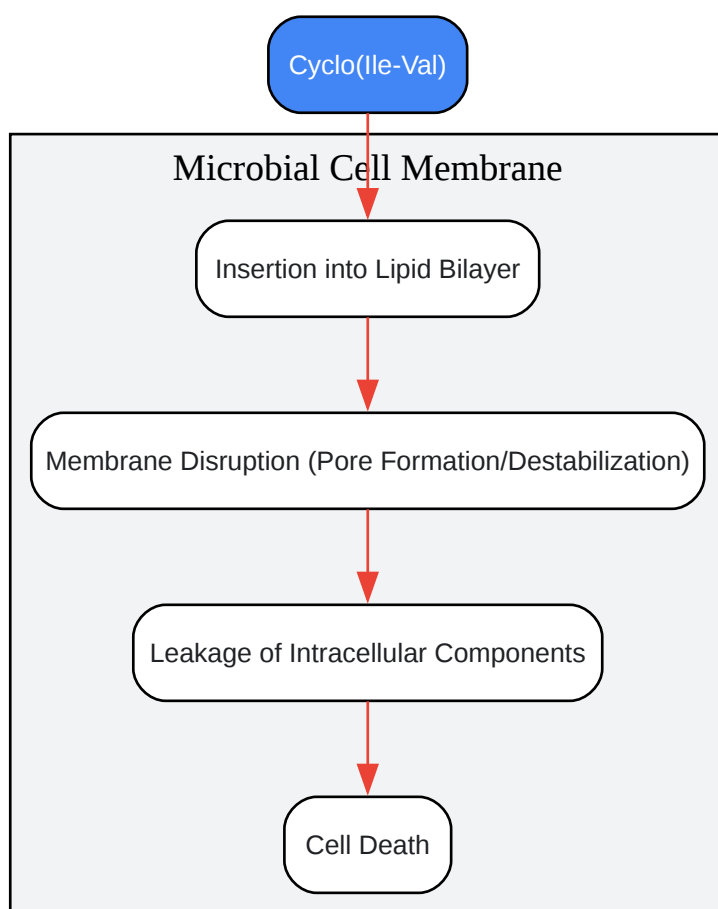 Cyclo(Ile-Val)
Microbial Cell Membrane
Insertion into Lipid Bilayer
Membrane Disruption (Pore Formation/Destabilization)
Leakage of Intracellular Components
Cell Death